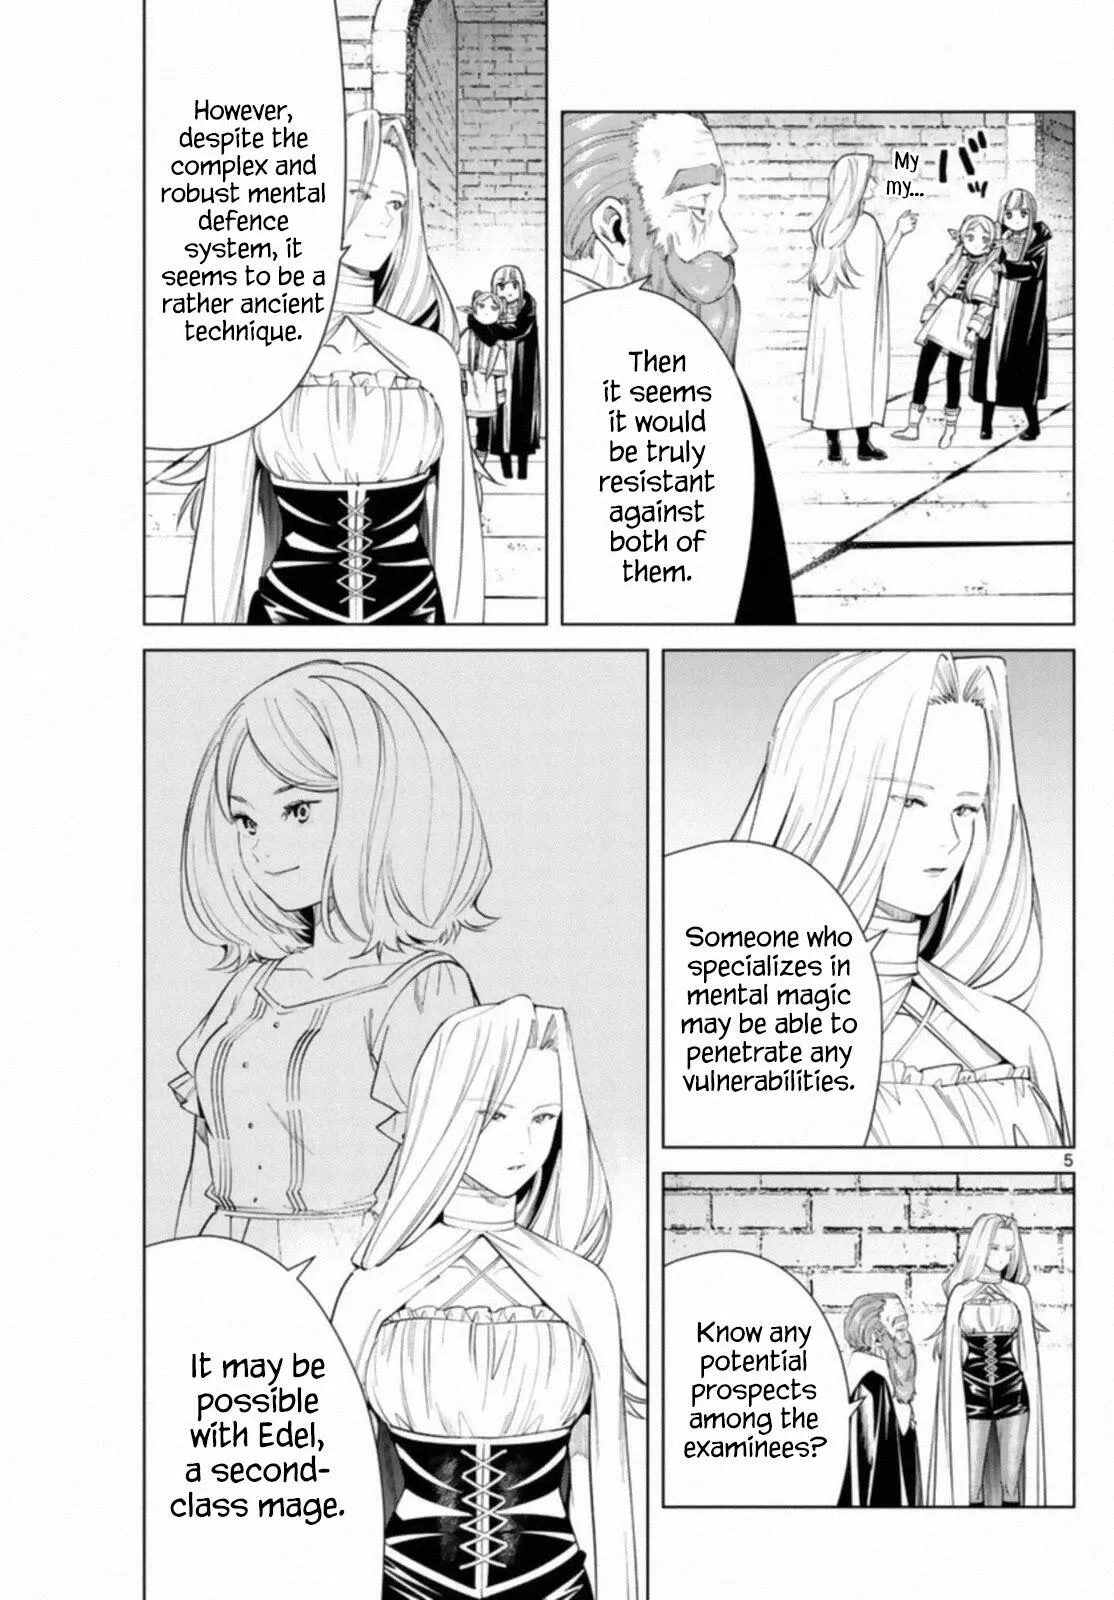 My
my...
Then
it seems
it would
be truly
resistant
against
both of
them.
However,
despite the
complex and
robust mental
defence
system, it
seems to be a
rather ancient
technique.
Someone who
specializes in
mental magic
may be able to
penetrate any
vulnerabilities.
5
Know any
potential
prospects
among the
examinees?
It may be
possible
with Edel,
a second-
class mage.